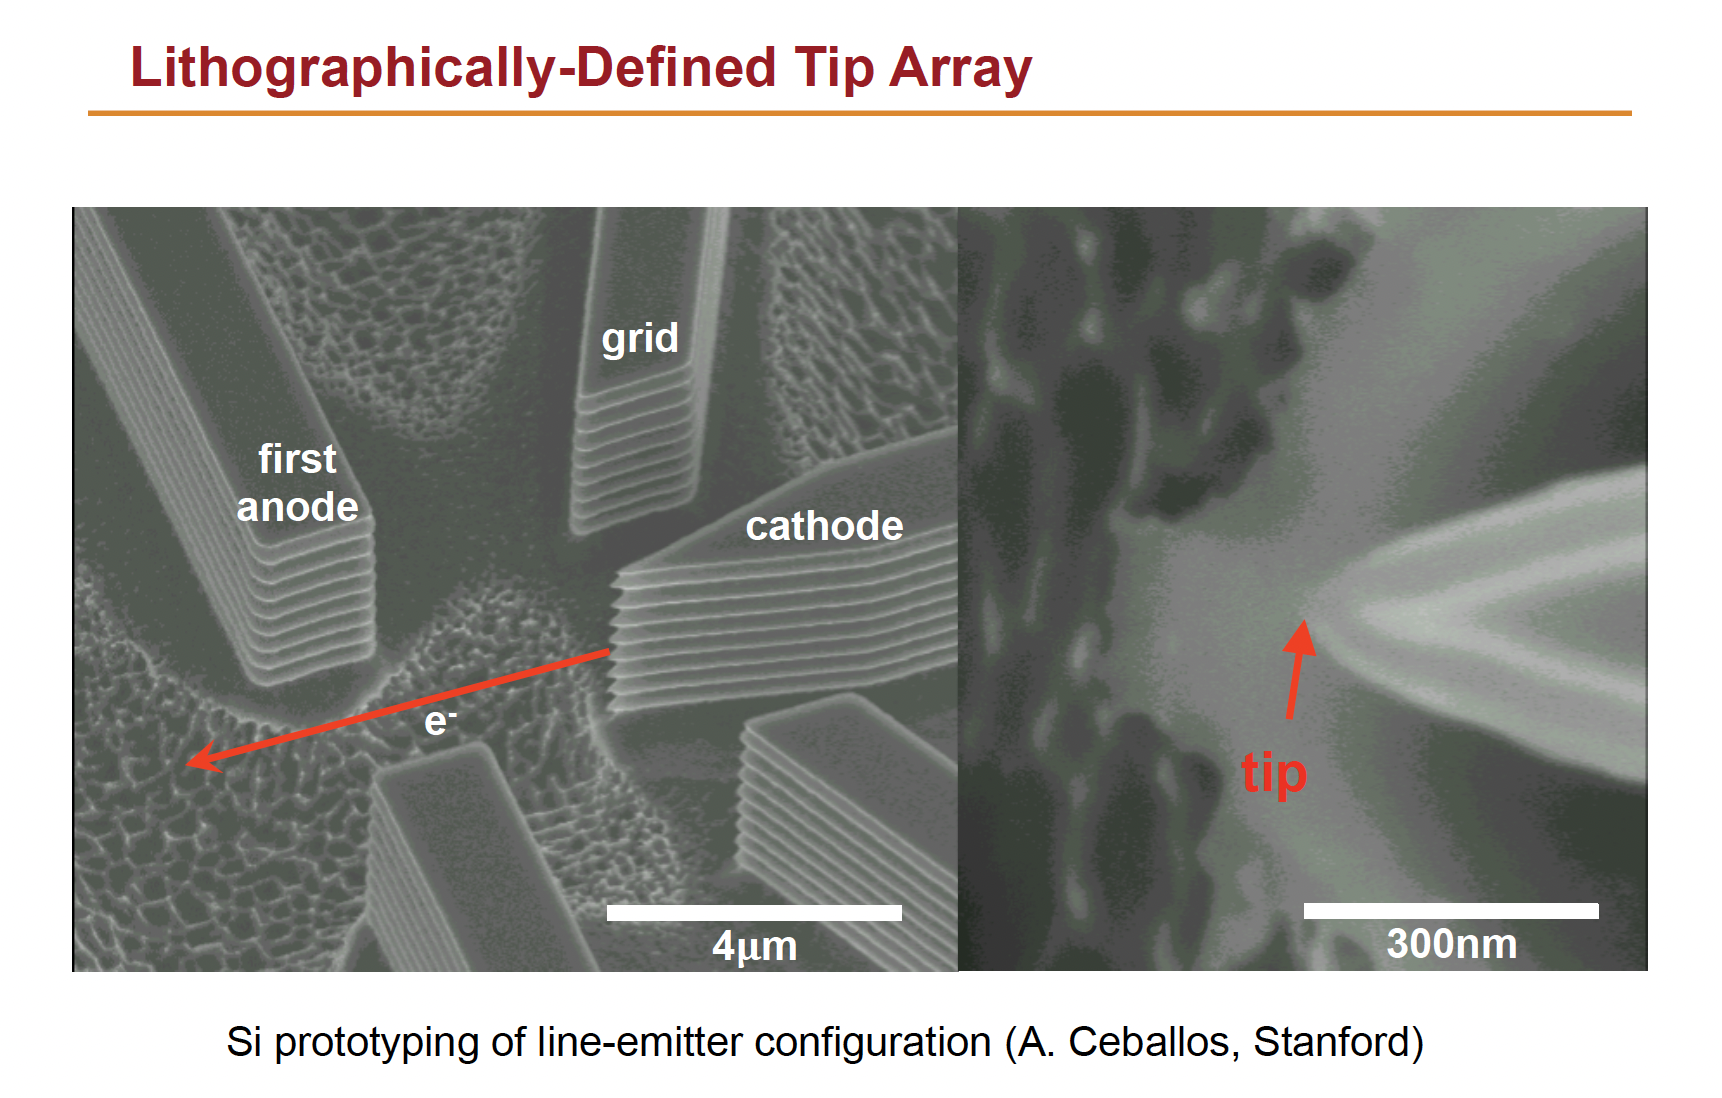 Lithographically-Defined Tip Array
grid
first
anode
cathode
e-
tip
4μm
300nm
Si prototyping of line-emitter configuration (A. Ceballos, Stanford)